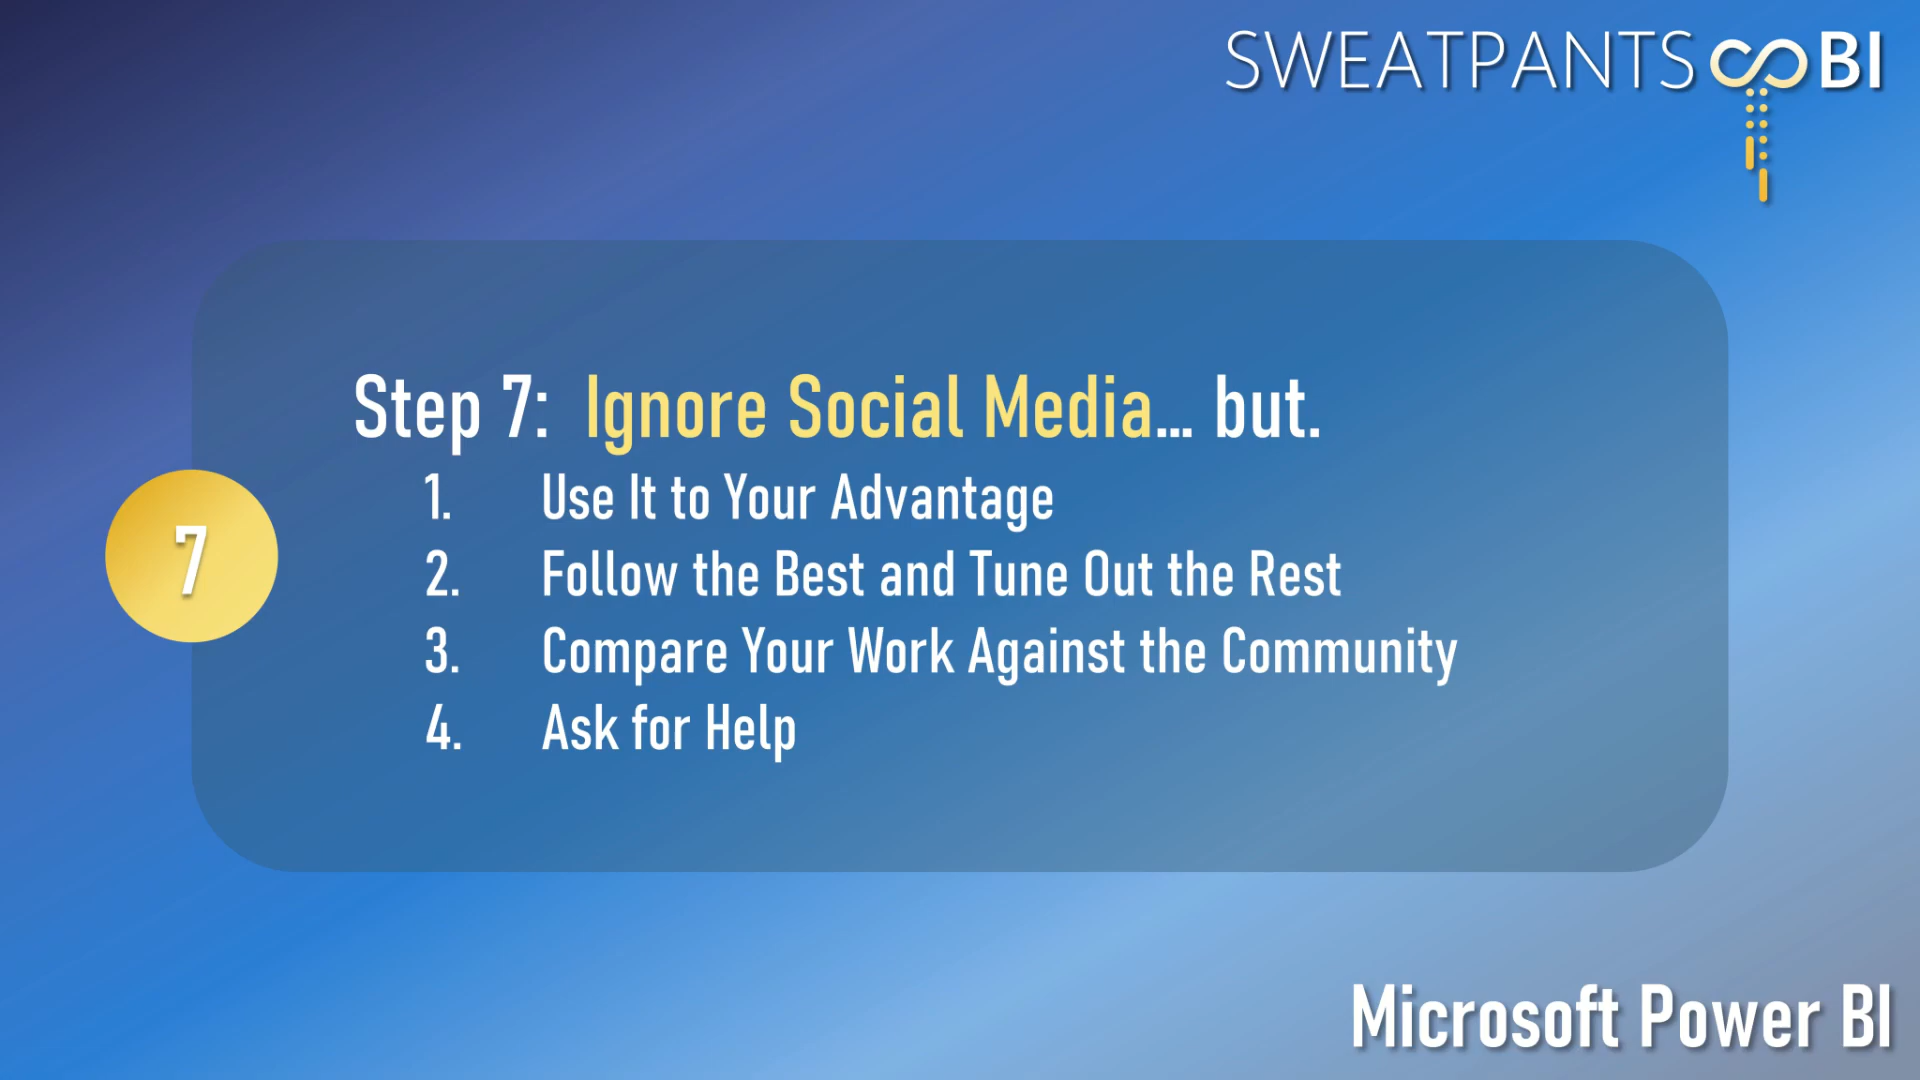 SWEATPANTS BI
Step 7: Ignore Social Media... but.
7
1. Use It to Your Advantage
2. Follow the Best and Tune Out the Rest
3. Compare Your Work Against the Community
4. Ask for Help
Microsoft Power BI